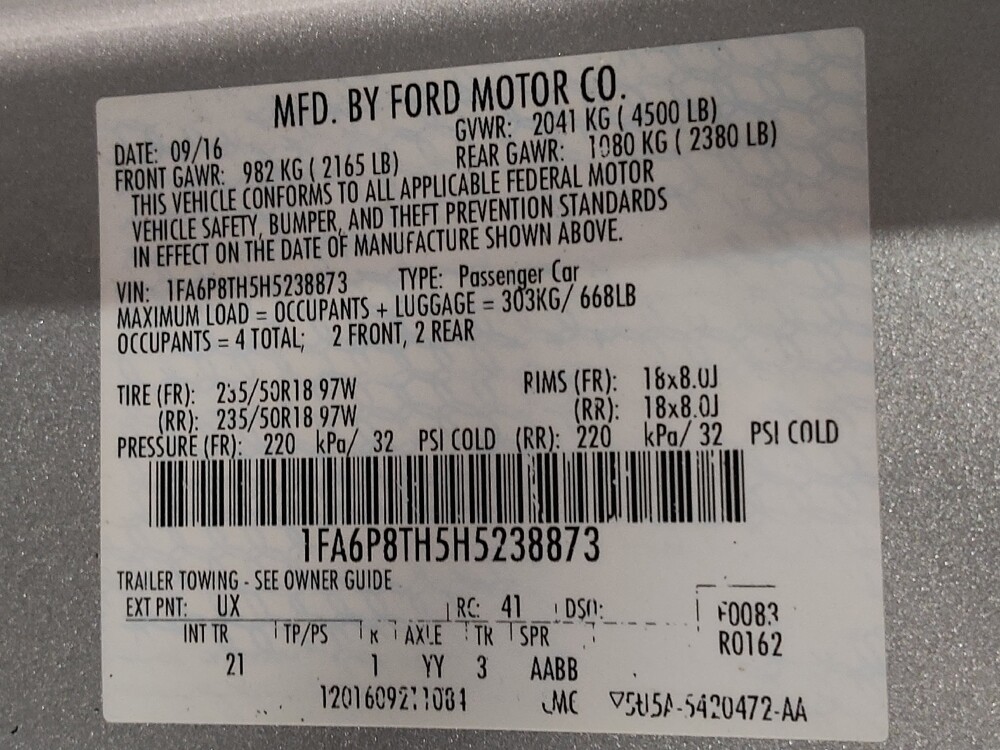 MFD. BY FORD MOTOR CO.
DATE: 09/16 GVWR: 2041 KG ( 4500 LB)
FRONT GAWR: 982 KG ( 2165 LB) REAR GAWR: 1080 KG ( 2380 LB)
THIS VEHICLE CONFORMS TO ALL APPLICABLE FEDERAL MOTOR
VEHICLE SAFETY, BUMPER, AND THEFT PREVENTION STANDARDS
IN EFFECT ON THE DATE OF MANUFACTURE SHOWN ABOVE.
VIN: 1FA6P8TH5H5238873 TYPE: Passenger Car
MAXIMUM LOAD = OCCUPANTS + LUGGAGE = 303KG/ 668LB
OCCUPANTS = 4 TOTAL; 2 FRONT, 2 REAR
TIRE (FR): 235/50R18 97W RIMS (FR): 18x8.0J
(RR): 235/50R18 97W (RR): 18x8.0J
PRESSURE (FR): 220 kPa/ 32 PSI COLD (RR): 220 kPa/ 32 PSI COLD
1FA6P8TH5H5238873
TRAILER TOWING - SEE OWNER GUIDE
EXT PNT: UX RC: 41 DSO: F0083
INT TR TP/PS R AXLE TR SPR R0162
21 1 YY 3 AABB